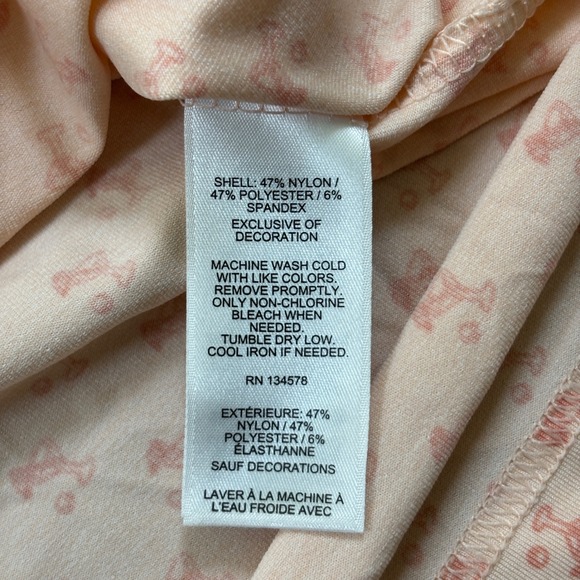 SHELL: 47% NYLON /
47% POLYESTER / 6%
SPANDEX
EXCLUSIVE OF
DECORATION
MACHINE WASH COLD
WITH LIKE COLORS,
REMOVE PROMPTLY.
ONLY NON-CHLORINE
BLEACH WHEN
NEEDED.
TUMBLE DRY LOW.
COOL IRON IF NEEDED.
RN 134578
EXTÉRIEURE: 47%
NYLON / 47%
POLYESTER / 6%
ÉLASTHANNE
SAUF DECORATIONS
LAVER À LA MACHINE À
L'EAU FROIDE AVEC